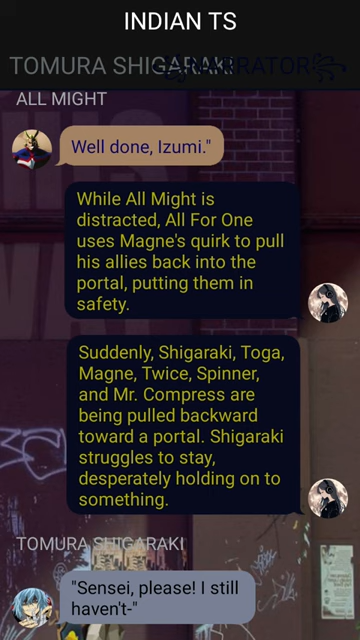 INDIAN TS
TOMURA SHIGARAKI
NARRATOR
ALL MIGHT
Well done, Izumi."
While All Might is
distracted, All For One
uses Magne's quirk to pull
his allies back into the
portal, putting them in
safety.
Suddenly, Shigaraki, Toga,
Magne, Twice, Spinner,
and Mr. Compress are
being pulled backward
toward a portal. Shigaraki
struggles to stay,
desperately holding on to
something.
TOMURA SHIGARAKI
"Sensei, please! I still
haven't-"